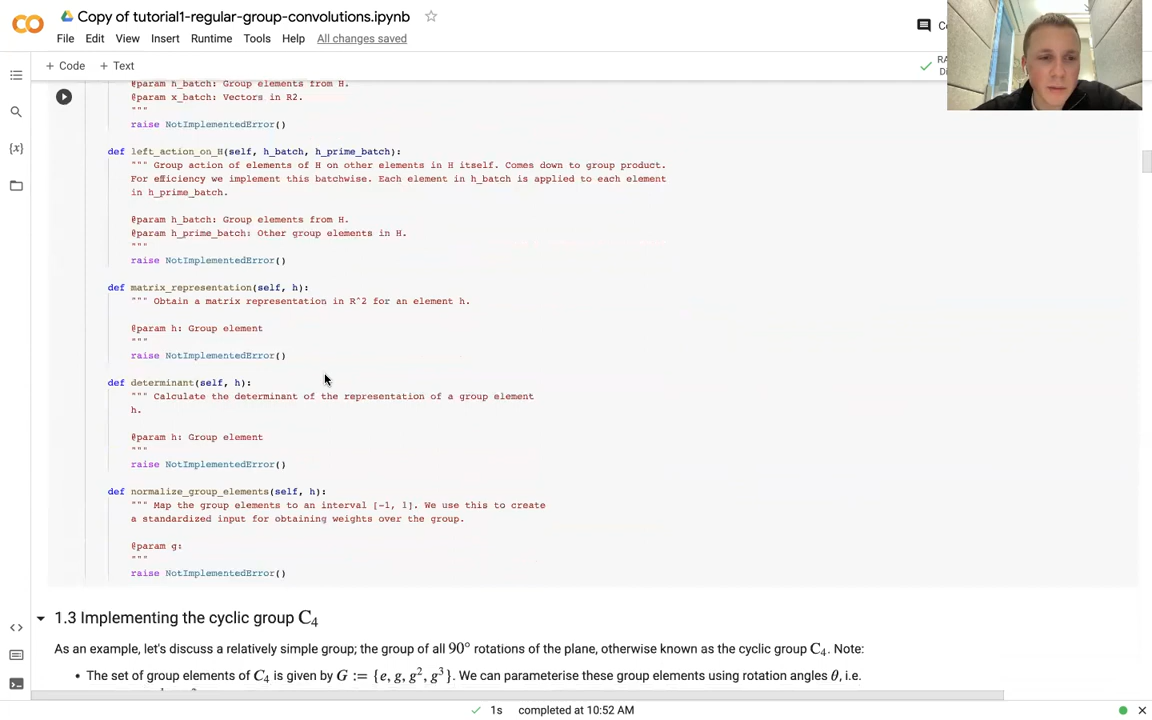 Copy of tutorial1-regular-group-convolutions.ipynb
File Edit View Insert Runtime Tools Help All changes saved
+ Code + Text
@param h_batch: Group elements from H.
@param x_batch: Vectors in R2.
"""
raise NotImplementedError()
def left_action_on_H(self, h_batch, h_prime_batch):
""" Group action of elements of H on other elements in H itself. Comes down to group product.
For efficiency we implement this batchwise. Each element in h_batch is applied to each element
in h_prime_batch.
@param h_batch: Group elements from H.
@param h_prime_batch: Other group elements in H.
"""
raise NotImplementedError()
def matrix_representation(self, h):
""" Obtain a matrix representation in R^2 for an element h.
@param h: Group element
"""
raise NotImplementedError()
def determinant(self, h):
""" Calculate the determinant of the representation of a group element
h.
@param h: Group element
"""
raise NotImplementedError()
def normalize_group_elements(self, h):
""" Map the group elements to an interval [-1, 1]. We use this to create
a standardized input for obtaining weights over the group.
@param g:
"""
raise NotImplementedError()
1.3 Implementing the cyclic group C₄
As an example, let's discuss a relatively simple group; the group of all 90° rotations of the plane, otherwise known as the cyclic group C₄. Note:
• The set of group elements of C₄ is given by G := {e, g, g², g³}. We can parameterise these group elements using rotation angles θ, i.e.
1s completed at 10:52 AM